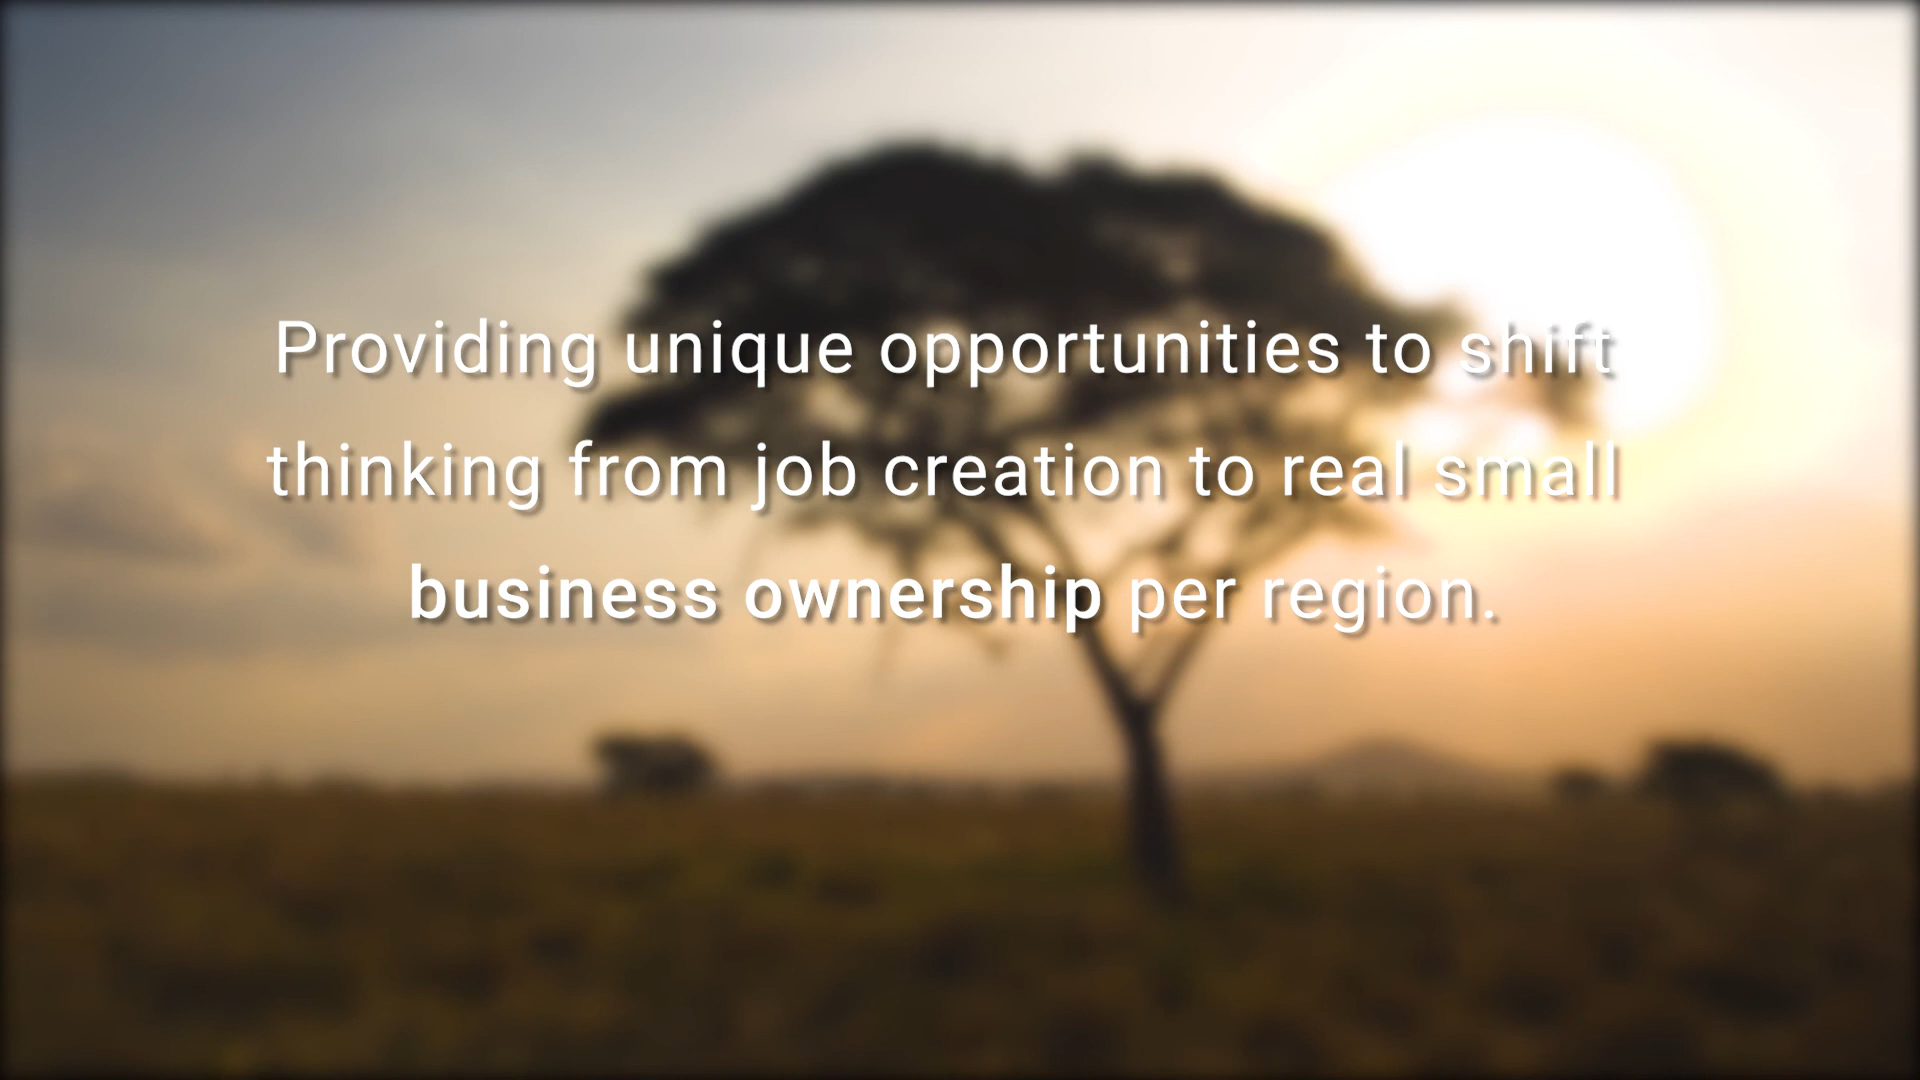 Providing unique opportunities to shift
thinking from job creation to real small
business ownership per region.